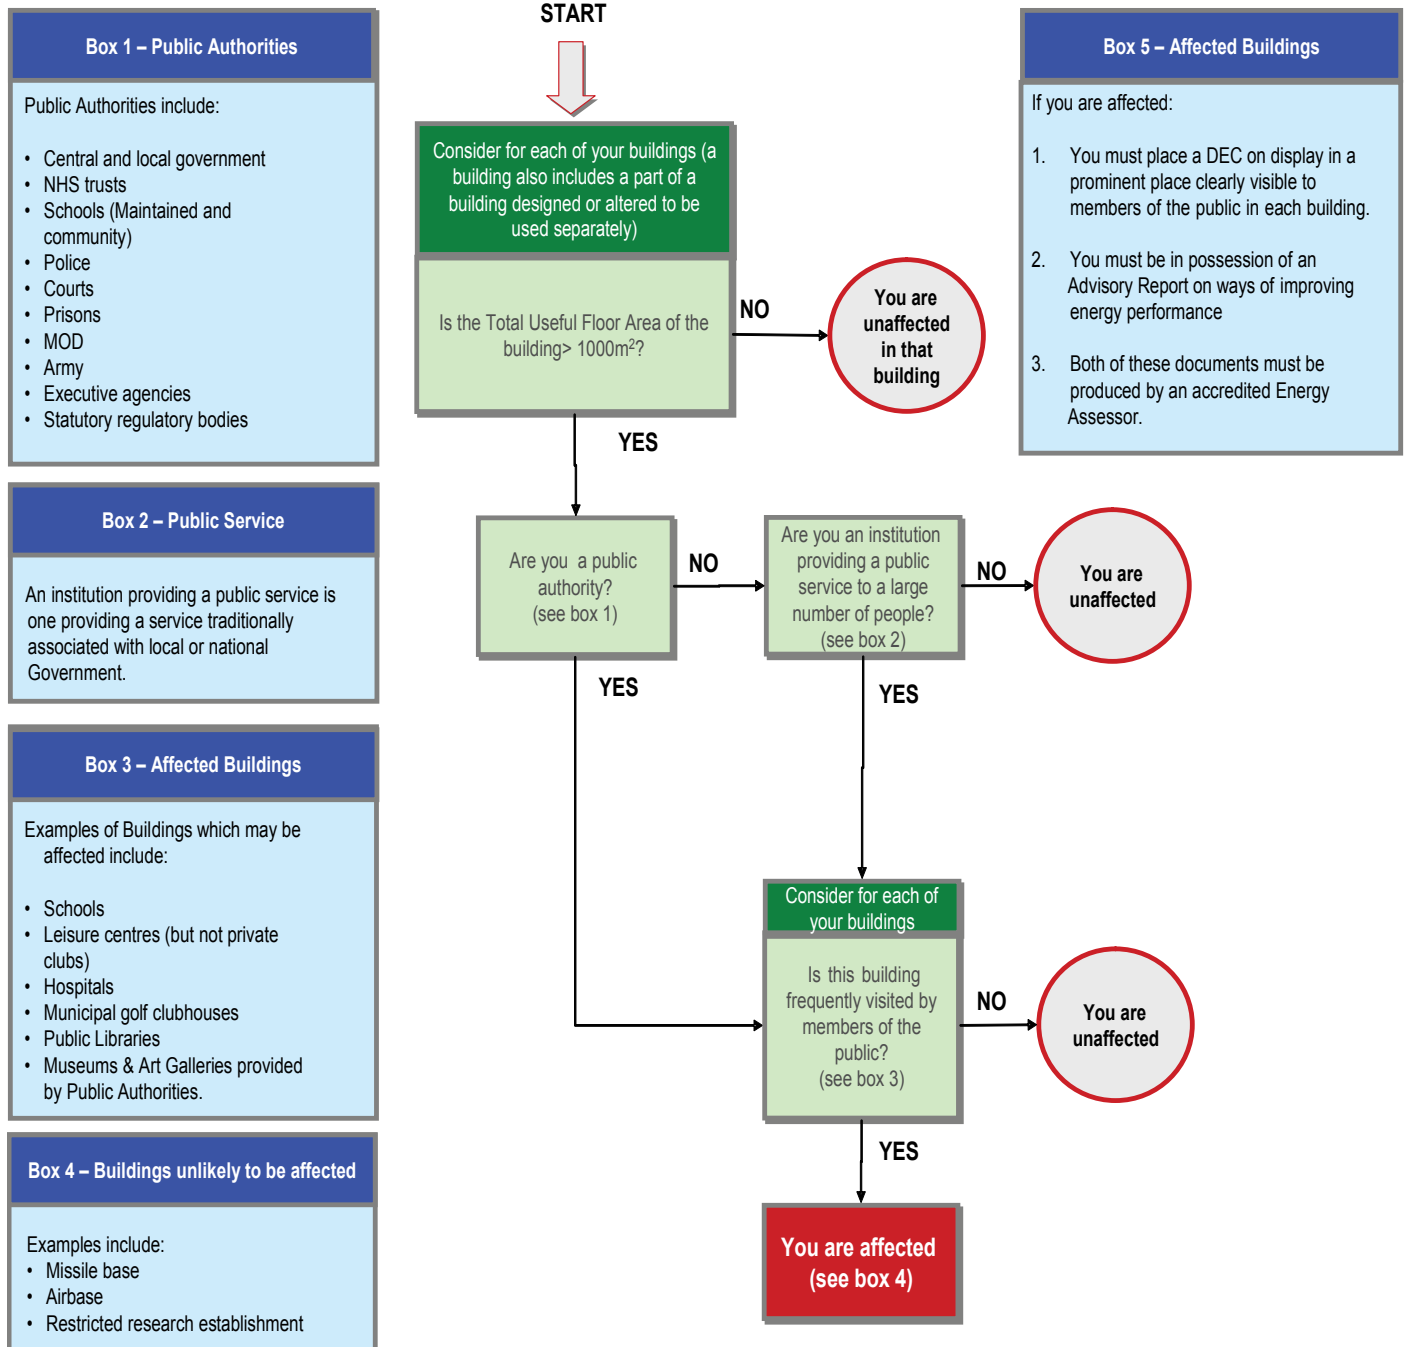 START
Box 1 – Public Authorities
Public Authorities include:
• Central and local government
• NHS trusts
• Schools (Maintained and
community)
• Police
• Courts
• Prisons
• MOD
• Army
• Executive agencies
• Statutory regulatory bodies
Box 2 – Public Service
An institution providing a public service is
one providing a service traditionally
associated with local or national
Government.
Box 3 – Affected Buildings
Examples of Buildings which may be
affected include:
• Schools
• Leisure centres (but not private
clubs)
• Hospitals
• Municipal golf clubhouses
• Public Libraries
• Museums & Art Galleries provided
by Public Authorities.
Box 4 – Buildings unlikely to be affected
Examples include:
• Missile base
• Airbase
• Restricted research establishment
Consider for each of your buildings (a
building also includes a part of a
building designed or altered to be
used separately)
Is the Total Useful Floor Area of the
building> 1000m²?
NO
You are
unaffected
in that
building
YES
Are you a public
authority?
(see box 1)
NO
Are you an institution
providing a public
service to a large
number of people?
(see box 2)
NO
You are
unaffected
YES
YES
Consider for each of
your buildings
Is this building
frequently visited by
members of the
public?
(see box 3)
NO
You are
unaffected
YES
You are affected
(see box 4)
Box 5 – Affected Buildings
If you are affected:
1. You must place a DEC on display in a
prominent place clearly visible to
members of the public in each building.
2. You must be in possession of an
Advisory Report on ways of improving
energy performance
3. Both of these documents must be
produced by an accredited Energy
Assessor.